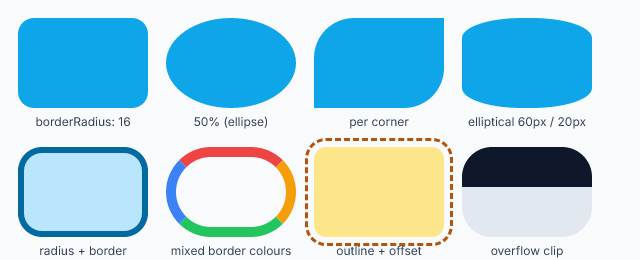 borderRadius: 16
50% (ellipse)
per corner
elliptical 60px / 20px
radius + border
mixed border colours
outline + offset
overflow clip